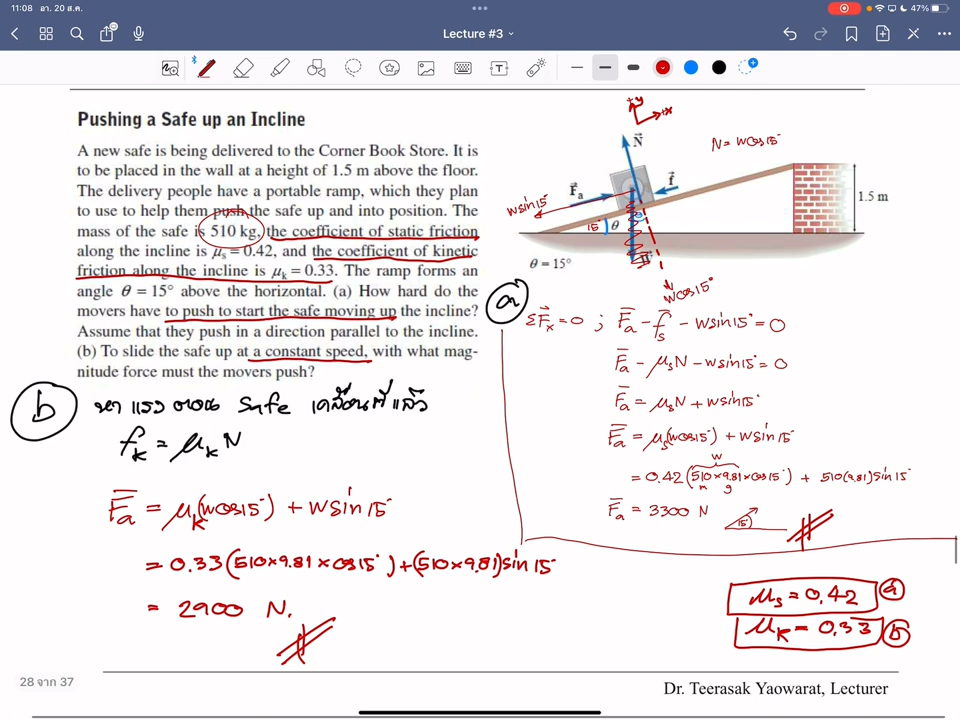 11:08 อา. 20 ส.ค.
47%
Lecture #3
Pushing a Safe up an Incline
A new safe is being delivered to the Corner Book Store. It is
to be placed in the wall at a height of 1.5 m above the floor.
The delivery people have a portable ramp, which they plan
to use to help them push the safe up and into position. The
mass of the safe is 510 kg, the coefficient of static friction
along the incline is μs = 0.42, and the coefficient of kinetic
friction along the incline is μk = 0.33. The ramp forms an
angle θ = 15° above the horizontal. (a) How hard do the
movers have to push to start the safe moving up the incline?
Assume that they push in a direction parallel to the incline.
(b) To slide the safe up at a constant speed, with what mag-
nitude force must the movers push?
+y
+x
N
N = wcos15°
Fa
f
wsin15°
15°
θ
θ
1.5 m
θ = 15°
wcos15°
a
ΣFx = 0 ; Fa - fs - wsin15° = 0
Fa - μsN - wsin15° = 0
Fa = μsN + wsin15°
Fa = μs(wcos15°) + wsin15°
w
= 0.42(510×9.81×cos15°) + 510(9.81)sin15°
m g
Fa = 3300 N
15°
b
หาแรงตอน Safe เคลื่อนที่แล้ว
fk = μkN
Fa = μk(wcos15°) + wsin15°
= 0.33(510×9.81×cos15°)+(510×9.81)sin15°
= 2900 N.
μs = 0.42 a
μk = 0.33 b
28 จาก 37
Dr. Teerasak Yaowarat, Lecturer